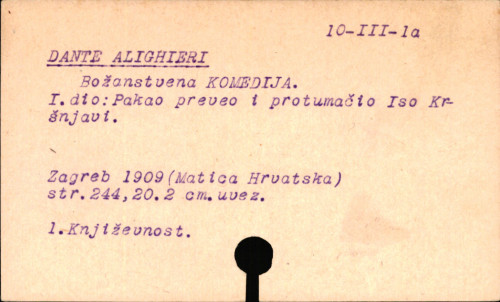 10-III-1a
DANTE ALIGHIERI
Božanstvena KOMEDIJA.
I.dio:Pakao preveo i protumačio Iso Kr-
šnjavi.
Zagreb 1909(Matica Hrvatska)
str.244,20.2 cm.uvez.
1.Književnost.